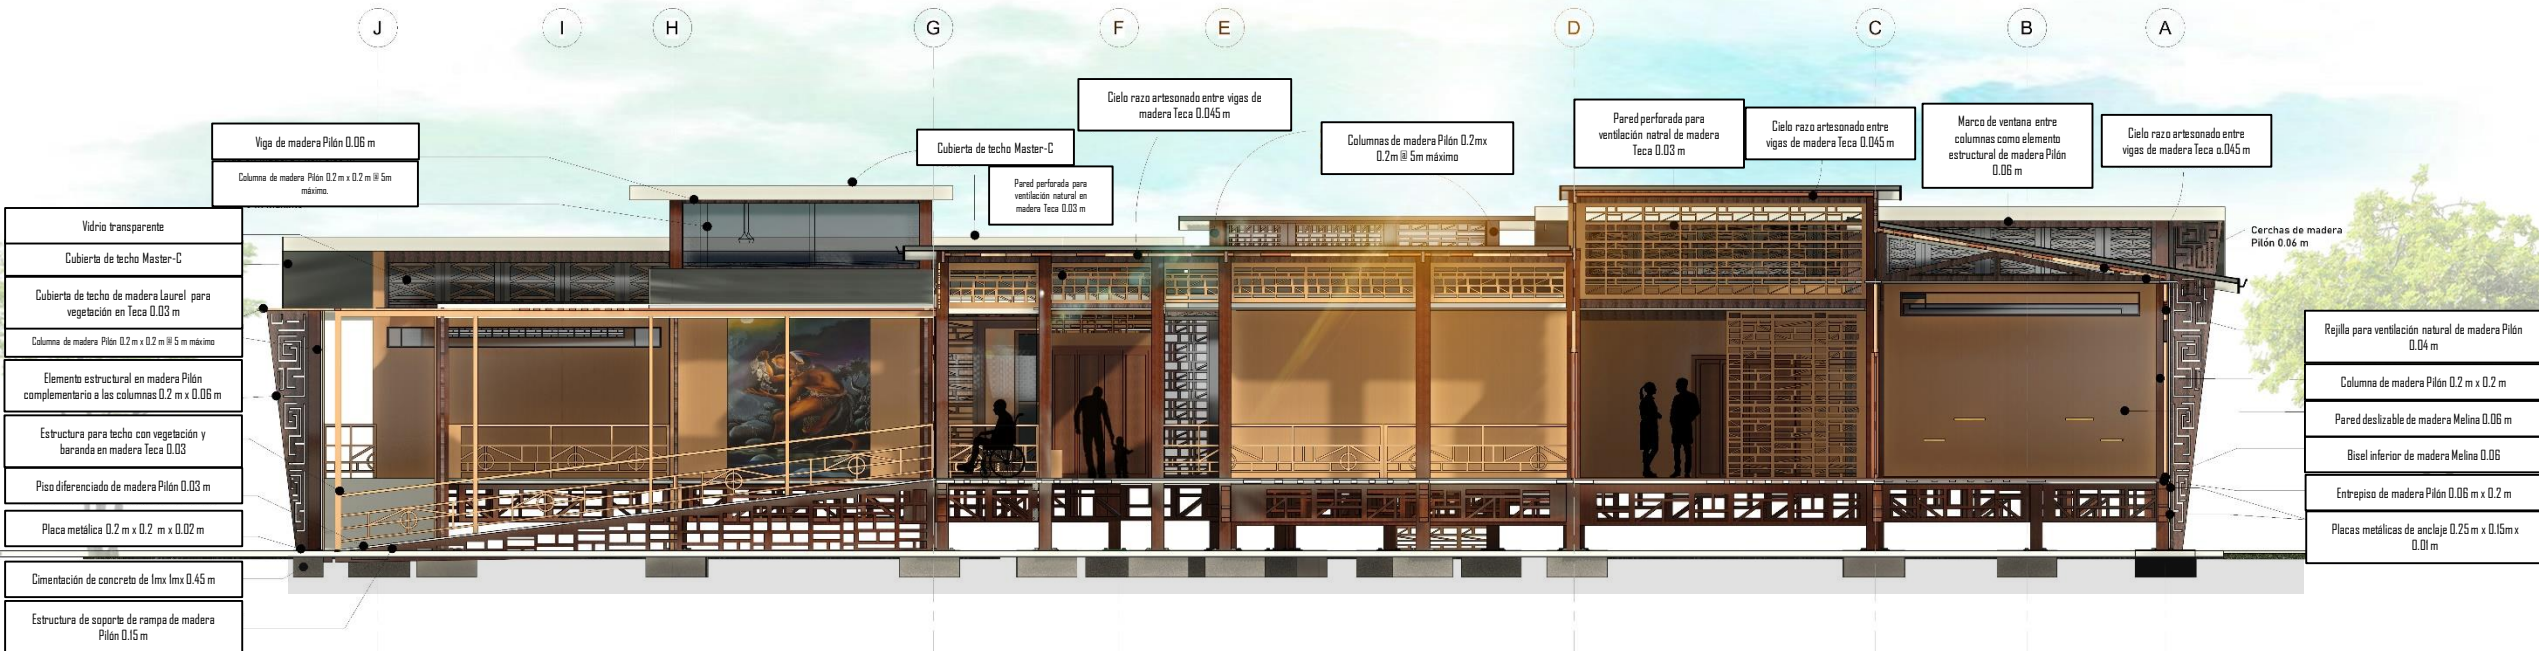 J I H G F E D C B A
Cielo razo artesonado entre vigas de
madera Teca 0.045 m
Viga de madera Pilón 0.06 m
Columna de madera Pilón 0.2 m x 0.2 m @ 5m
máximo.
Cubierta de techo Master-C
Pared perforada para
ventilación natural en
madera Teca 0.03 m
Columnas de madera Pilón 0.2mx
0.2m @ 5m máximo
Pared perforada para
ventilación natral de madera
Teca 0.03 m
Cielo razo artesonado entre
vigas de madera Teca 0.045 m
Marco de ventana entre
columnas como elemento
estructural de madera Pilón
0.06 m
Cielo razo artesonado entre
vigas de madera Teca o.045 m
Cerchas de madera
Pilón 0.06 m
Vidrio transparente
Cubierta de techo Master-C
Cubierta de techo de madera Laurel para
vegetación en Teca 0.03 m
Columna de madera Pilón 0.2 m x 0.2 m @ 5 m máximo
Elemento estructural en madera Pilón
complementario a las columnas 0.2 m x 0.06 m
Estructura para techo con vegetación y
baranda en madera Teca 0.03
Piso diferenciado de madera Pilón 0.03 m
Placa metálica 0.2 m x 0.2 m x 0.02 m
Cimentación de concreto de 1mx 1mx 0.45 m
Estructura de soporte de rampa de madera
Pilón 0.15 m
Rejilla para ventilación natural de madera Pilón
0.04 m
Columna de madera Pilón 0.2 m x 0.2 m
Pared deslizable de madera Melina 0.06 m
Bisel inferior de madera Melina 0.06
Entrepiso de madera Pilón 0.06 m x 0.2 m
Placas metálicas de anclaje 0.25 m x 0.15m x
0.01 m